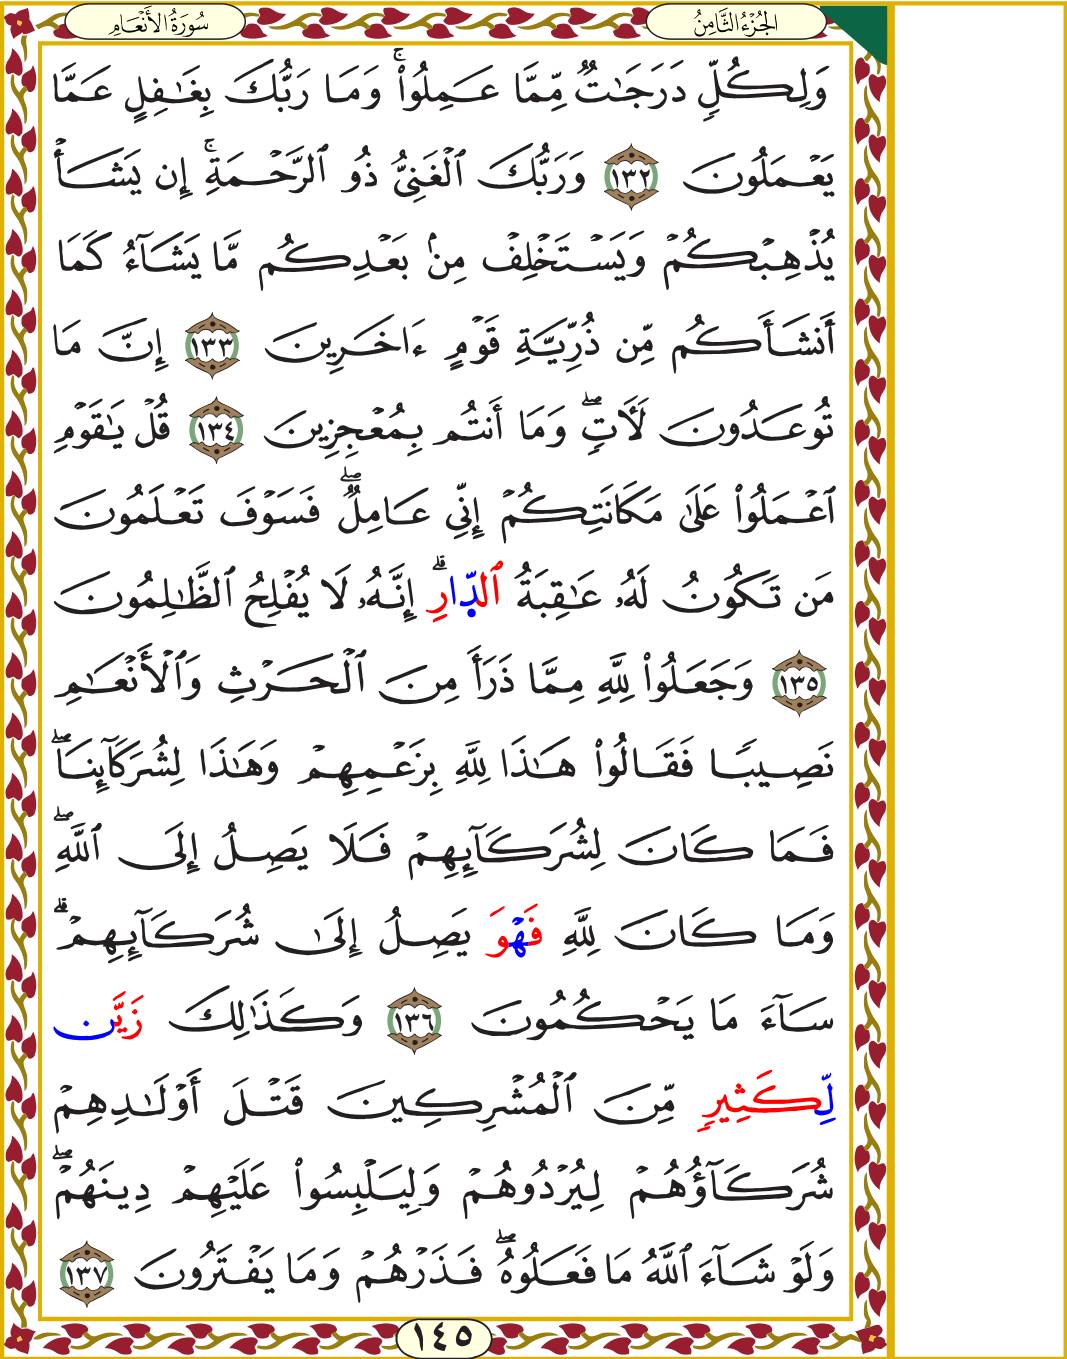 سُورَةُ الأَنْعَامِ
الجُزْءُ الثَّامِنُ
وَلِكُلّٖ دَرَجَٰتٞ مِّمَّا عَمِلُواْۚ وَمَا رَبُّكَ بِغَٰفِلٍ عَمَّا
يَعۡمَلُونَ ١٣٢ وَرَبُّكَ ٱلۡغَنِيُّ ذُو ٱلرَّحۡمَةِۚ إِن يَشَأۡ
يُذۡهِبۡكُمۡ وَيَسۡتَخۡلِفۡ مِنۢ بَعۡدِكُم مَّا يَشَآءُ كَمَا
أَنشَأَكُم مِّن ذُرِّيَّةِ قَوۡمٍ ءَاخَرِينَ ١٣٣ إِنَّ مَا
تُوعَدُونَ لَأٓتٖۖ وَمَا أَنتُم بِمُعۡجِزِينَ ١٣٤ قُلۡ يَٰقَوۡمِ
ٱعۡمَلُواْ عَلَىٰ مَكَانَتِكُمۡ إِنِّي عَامِلٞۖ فَسَوۡفَ تَعۡلَمُونَ
مَن تَكُونُ لَهُۥ عَٰقِبَةُ ٱلدّ۪ارِۚ إِنَّهُۥ لَا يُفۡلِحُ ٱلظَّٰلِمُونَ
١٣٥ وَجَعَلُواْ لِلَّهِ مِمَّا ذَرَأَ مِنَ ٱلۡحَرۡثِ وَٱلۡأَنۡعَٰمِ
نَصِيبٗا فَقَالُواْ هَٰذَا لِلَّهِ بِزَعۡمِهِمۡ وَهَٰذَا لِشُرَكَآئِنَاۖ
فَمَا كَانَ لِشُرَكَآئِهِمۡ فَلَا يَصِلُ إِلَى ٱللَّهِۖ
وَمَا كَانَ لِلَّهِ فَهۡوَ يَصِلُ إِلَىٰ شُرَكَآئِهِمۡۗ
سَآءَ مَا يَحۡكُمُونَ ١٣٦ وَكَذَٰلِكَ زَيَّن
لِّكَثِيرٖ مِّنَ ٱلۡمُشۡرِكِينَ قَتۡلَ أَوۡلَٰدِهِمۡ
شُرَكَآؤُهُمۡ لِيُرۡدُوهُمۡ وَلِيَلۡبِسُواْ عَلَيۡهِمۡ دِينَهُمۡۖ
وَلَوۡ شَآءَ ٱللَّهُ مَا فَعَلُوهُۖ فَذَرۡهُمۡ وَمَا يَفۡتَرُونَ ١٣٧
١٤٥